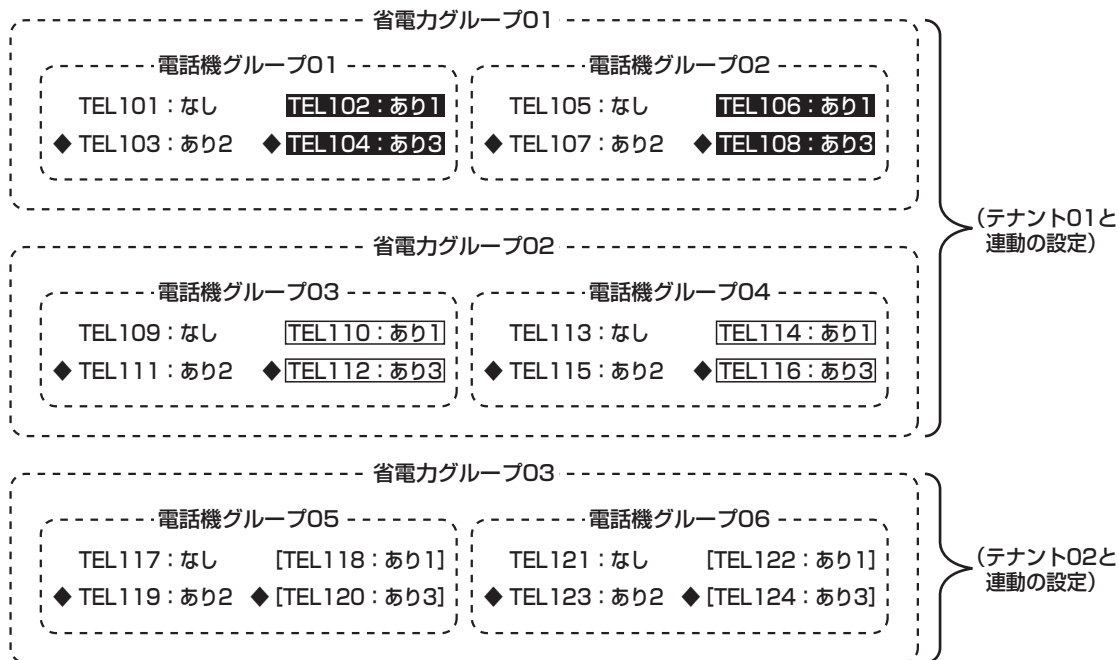 省電力グループ01
電話機グループ01 電話機グループ02
TEL101：なし TEL102：あり1 TEL105：なし TEL106：あり1
◆ TEL103：あり2 ◆ TEL104：あり3 ◆ TEL107：あり2 ◆ TEL108：あり3
（テナント01と
連動の設定）
省電力グループ02
電話機グループ03 電話機グループ04
TEL109：なし TEL110：あり1 TEL113：なし TEL114：あり1
◆ TEL111：あり2 ◆ TEL112：あり3 ◆ TEL115：あり2 ◆ TEL116：あり3
省電力グループ03
電話機グループ05 電話機グループ06
TEL117：なし [TEL118：あり1] TEL121：なし [TEL122：あり1]
◆ TEL119：あり2 ◆ [TEL120：あり3] ◆ TEL123：あり2 ◆ [TEL124：あり3]
（テナント02と
連動の設定）